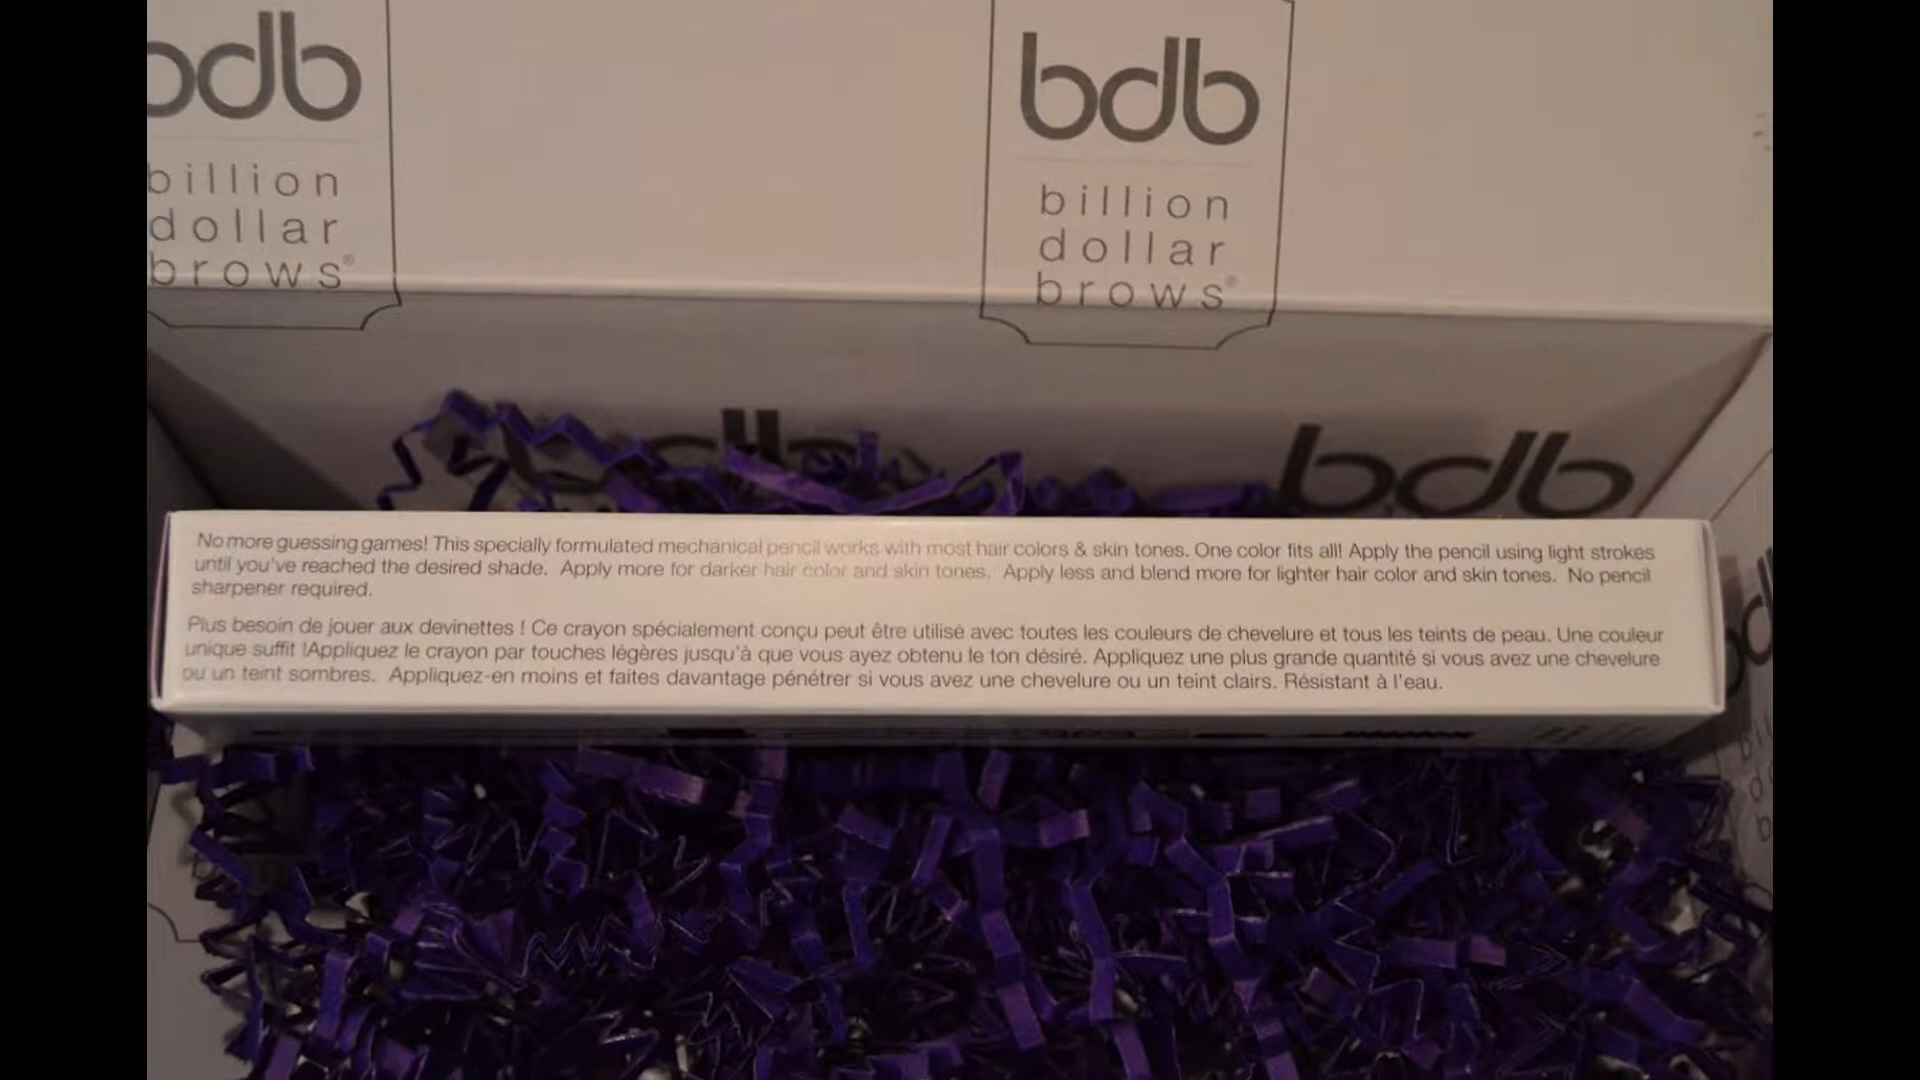 bdb
billion
dollar
brows®
bdb
billion
dollar
brows®
bdb
No more guessing games! This specially formulated mechanical pencil works with most hair colors & skin tones. One color fits all! Apply the pencil using light strokes
until you've reached the desired shade. Apply more for darker hair color and skin tones. Apply less and blend more for lighter hair color and skin tones. No pencil
sharpener required.
Plus besoin de jouer aux devinettes ! Ce crayon spécialement conçu peut être utilisé avec toutes les couleurs de chevelure et tous les teints de peau. Une couleur
unique suffit !Appliquez le crayon par touches légères jusqu'à que vous ayez obtenu le ton désiré. Appliquez une plus grande quantité si vous avez une chevelure
ou un teint sombres. Appliquez-en moins et faites davantage pénétrer si vous avez une chevelure ou un teint clairs. Résistant à l'eau.